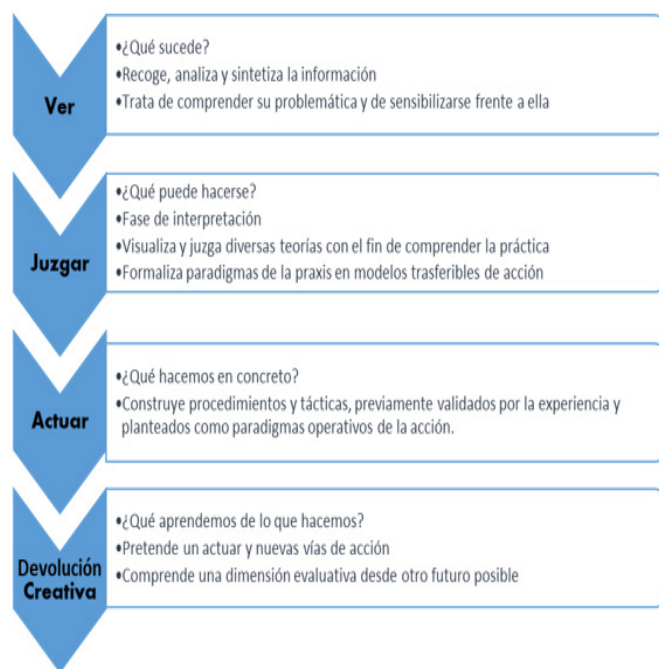 Ver
•¿Qué sucede?
•Recoge, analiza y sintetiza la información
•Trata de comprender su problemática y de sensibilizarse frente a ella
Juzgar
•¿Qué puede hacerse?
•Fase de interpretación
•Visualiza y juzga diversas teorías con el fin de comprender la práctica
•Formaliza paradigmas de la praxis en modelos trasferibles de acción
Actuar
•¿Qué hacemos en concreto?
•Construye procedimientos y tácticas, previamente validados por la experiencia y
planteados como paradigmas operativos de la acción.
Devolución
Creativa
•¿Qué aprendemos de lo que hacemos?
•Pretende un actuar y nuevas vías de acción
•Comprende una dimensión evaluativa desde otro futuro posible